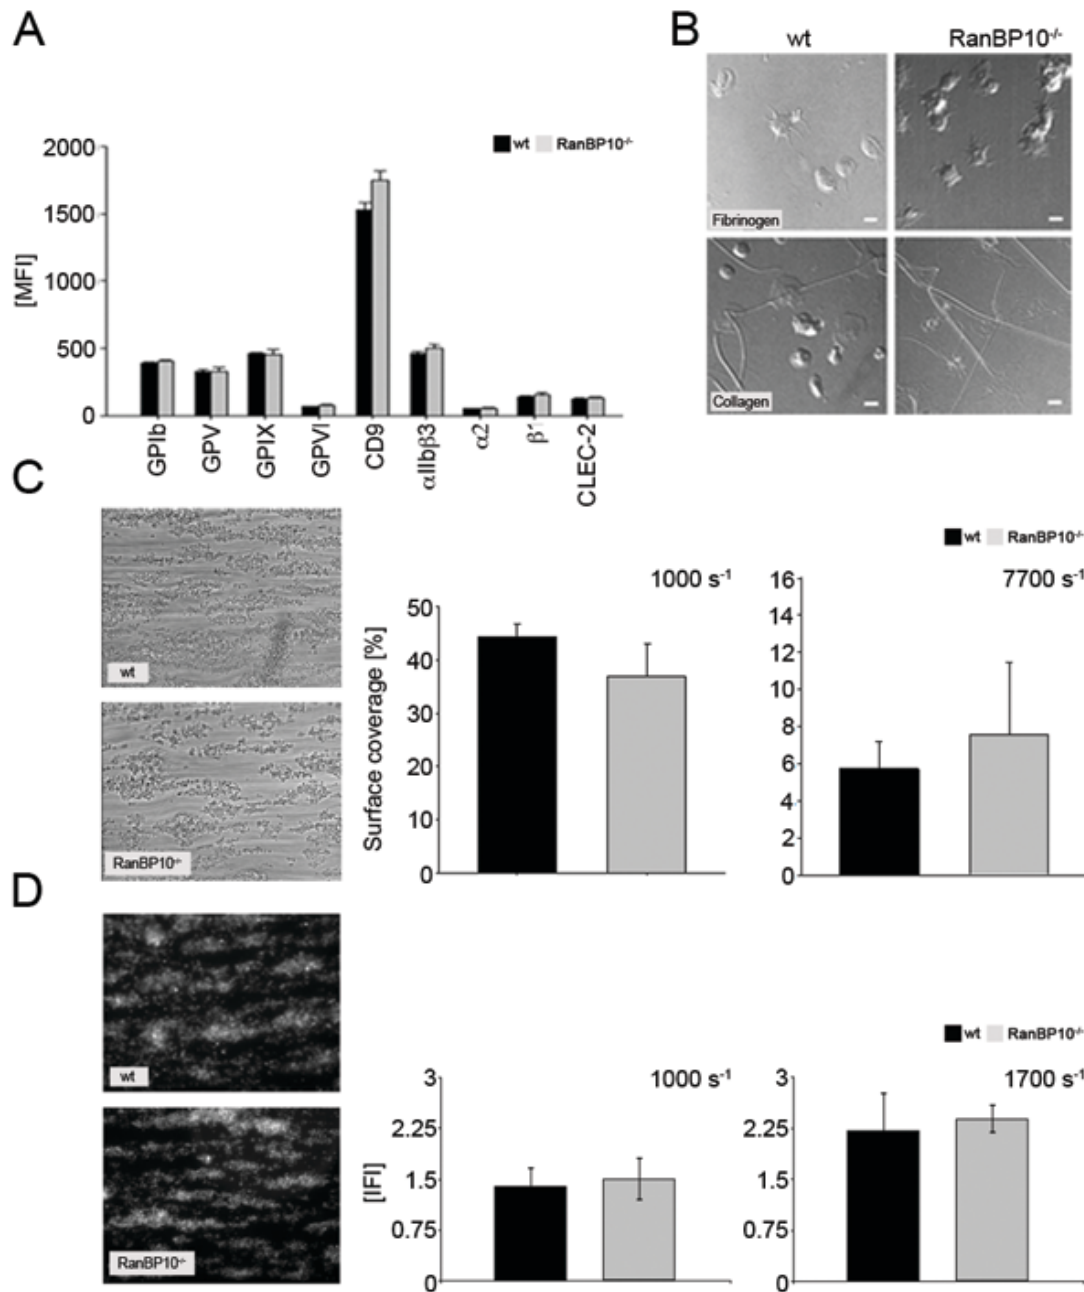 A
wt RanBP10-/-
2000
1500
1000
500
0
[MFI]
GPIb
GPV
GPIX
GPVI
CD9
αIIbβ3
α2
β1
CLEC-2
B
wt
RanBP10-/-
Fibrinogen
Collagen
C
wt
RanBP10-/-
wt RanBP10-/-
1000 s-1
Surface coverage [%]
50
40
30
20
10
0
7700 s-1
16
14
12
10
8
6
4
2
0
D
wt
RanBP10-/-
wt RanBP10-/-
1000 s-1
[IFI]
3
2.25
1.5
0.75
0
1700 s-1
3
2.25
1.5
0.75
0